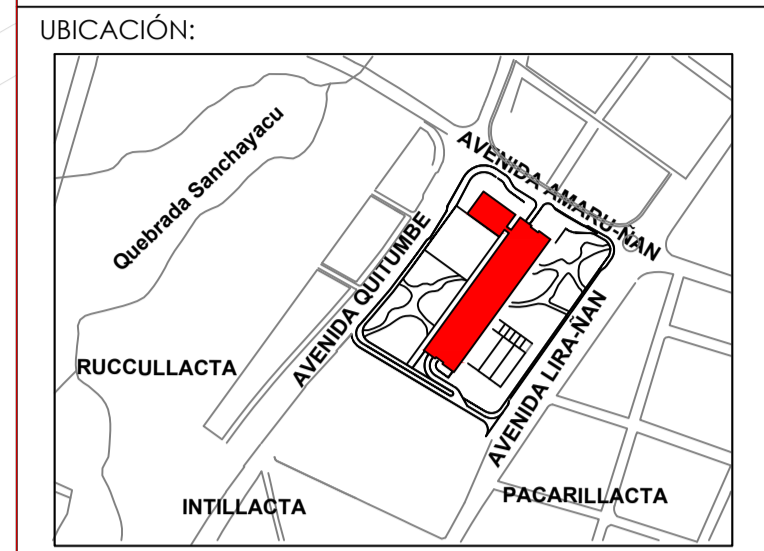 UBICACIÓN:
Quebrada Sanchayacu
AVENIDA AMARU-ÑAN
AVENIDA QUITUMBE
AVENIDA LIRA-ÑAN
RUCCULLACTA
INTILLACTA
PACARILLACTA